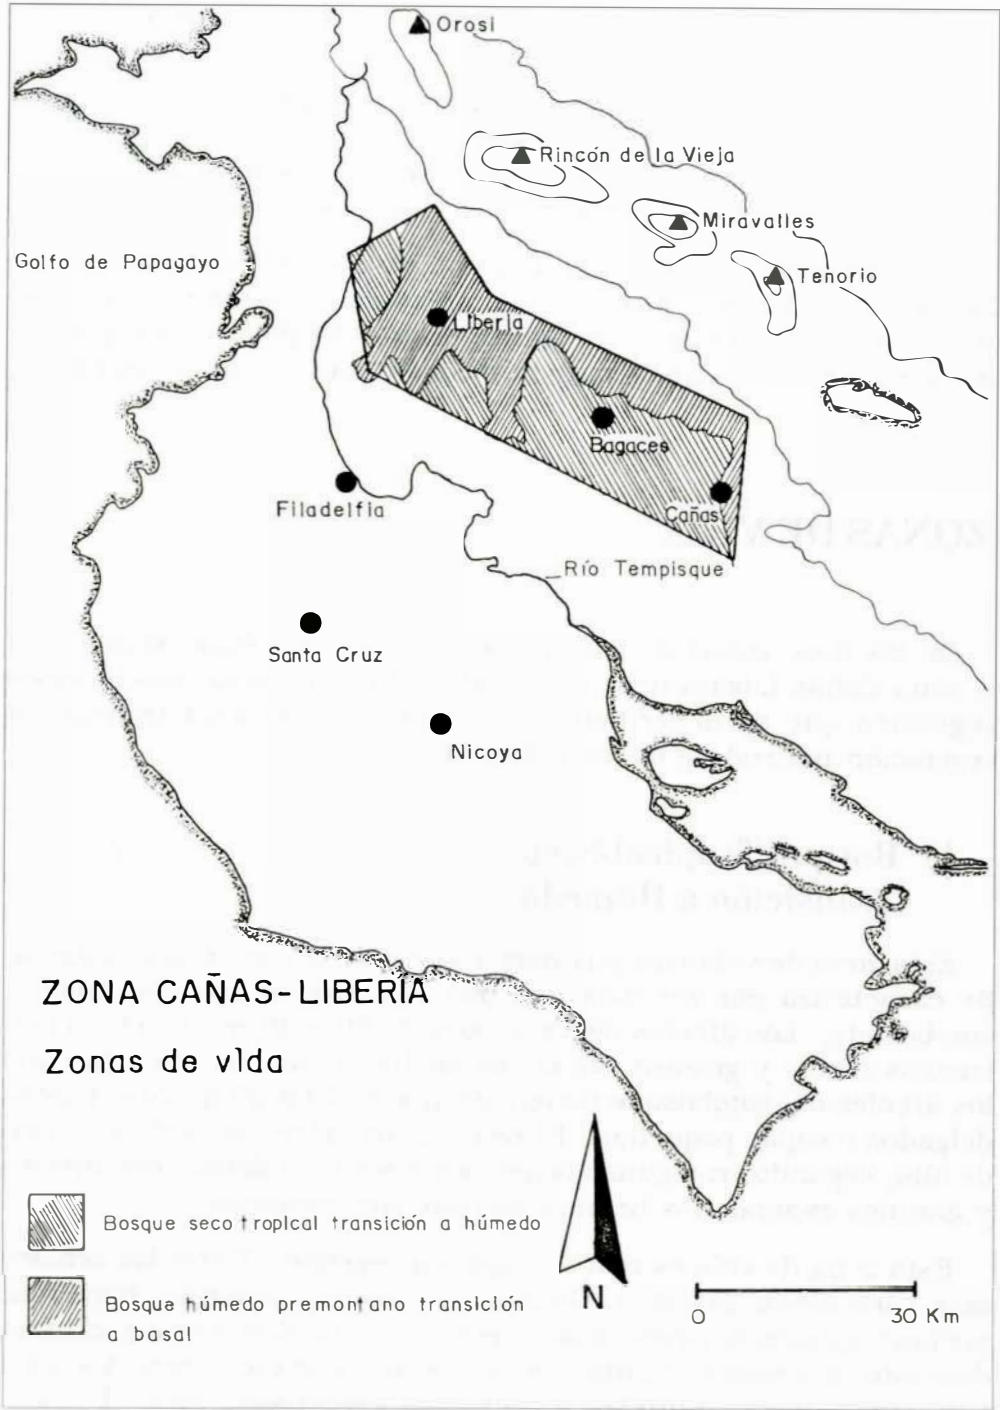 Orosi
Rincón de la Vieja
Miravalles
Golfo de Papagayo
Tenorio
Liberia
Bagaces
Filadelfia
Cañas
Río Tempisque
Santa Cruz
Nicoya
ZONA CAÑAS-LIBERIA
Zonas de vida
Bosque seco tropical transición a húmedo
Bosque húmedo premontano transición
a basal
N
0 30 Km